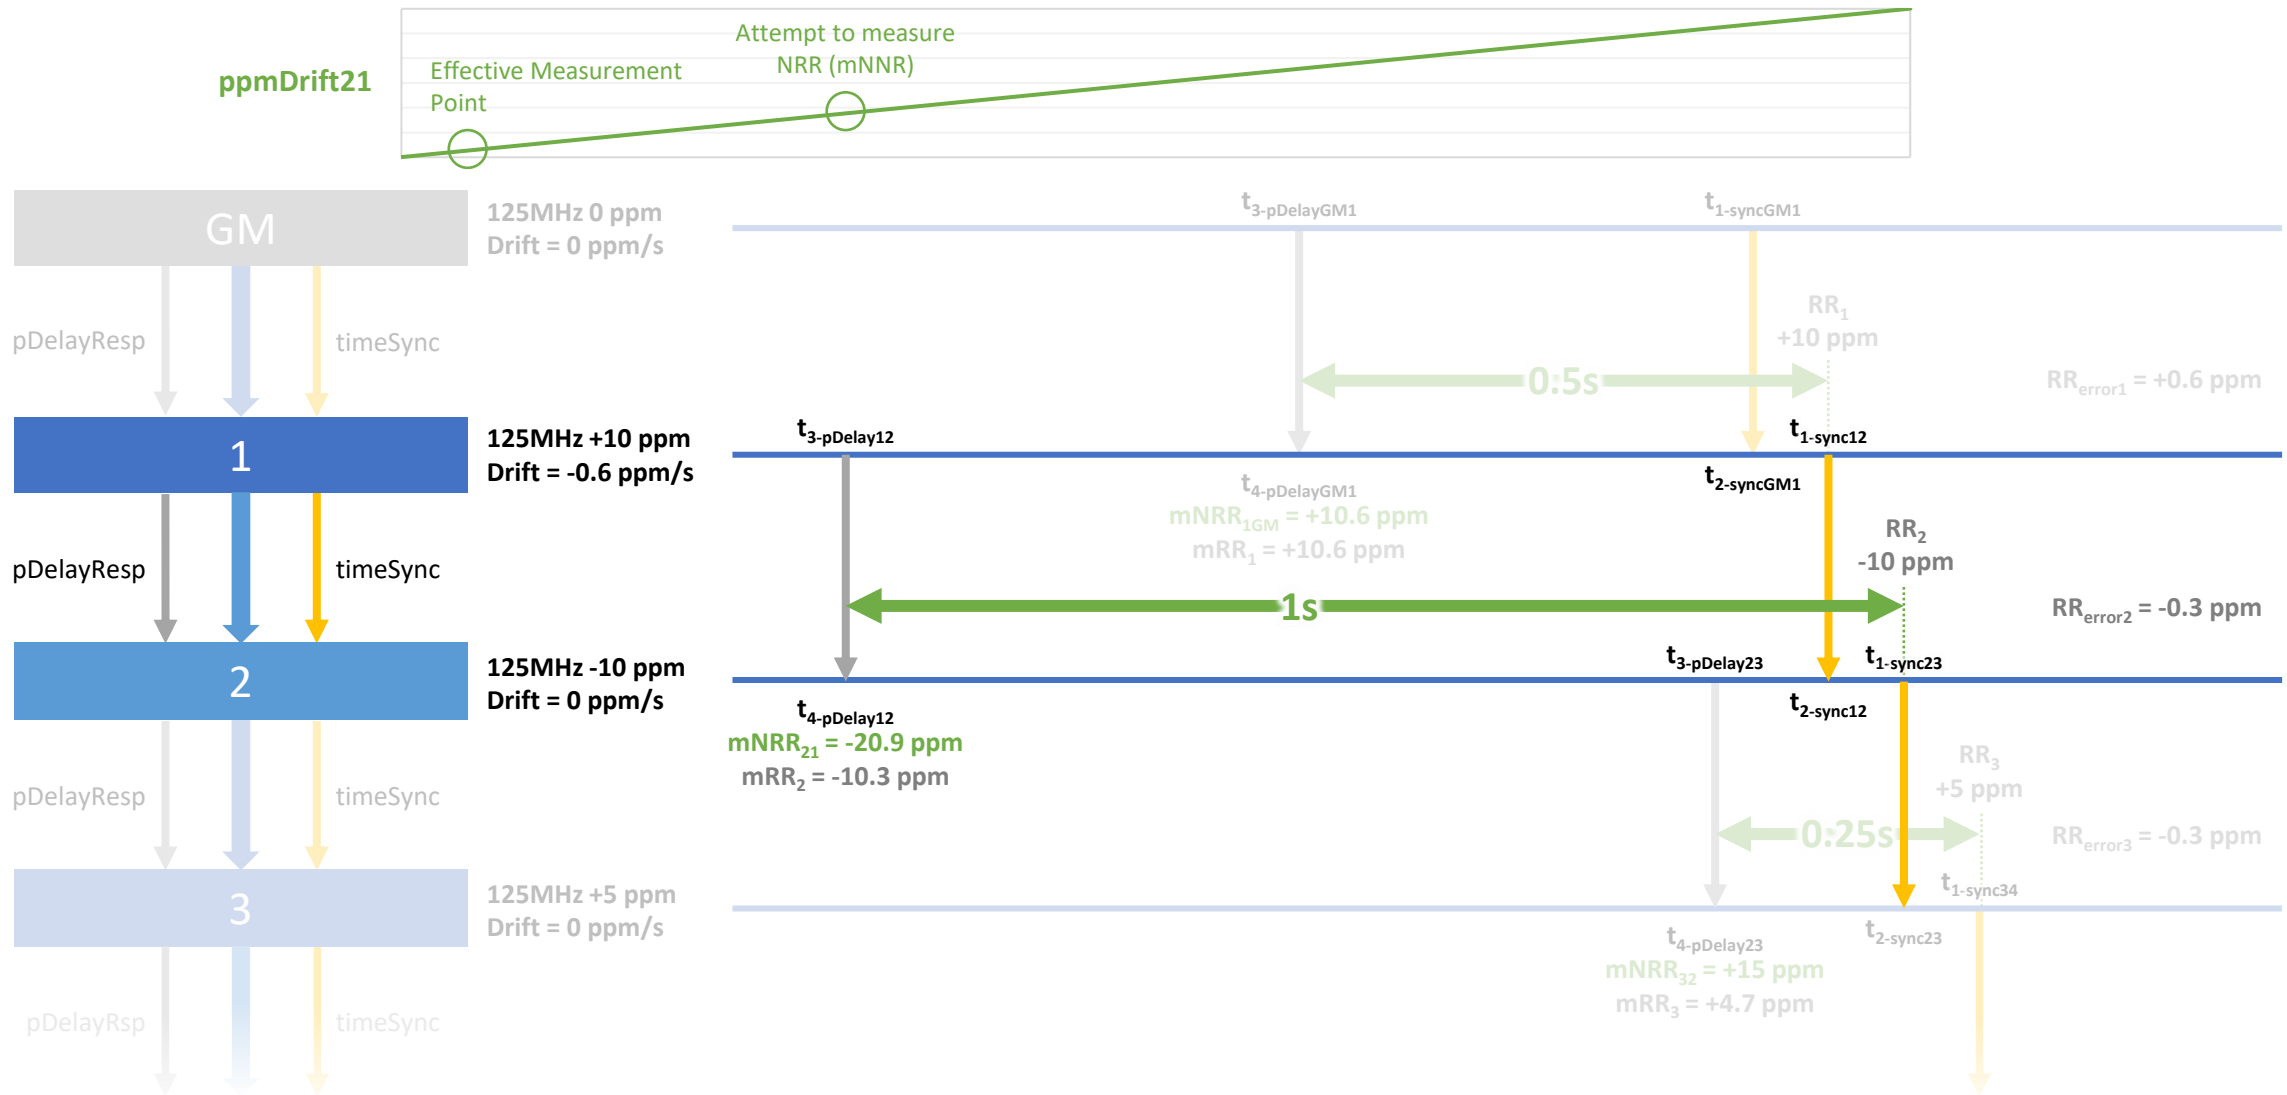 Attempt to measure
NRR (mNNR)
Effective Measurement
Point
ppmDrift21
GM
125MHz 0 ppm
Drift = 0 ppm/s
t3-pDelayGM1
t1-syncGM1
pDelayResp
timeSync
RR1
+10 ppm
0.5s
RRerror1 = +0.6 ppm
1
125MHz +10 ppm
Drift = -0.6 ppm/s
t3-pDelay12
t1-sync12
t4-pDelayGM1
t2-syncGM1
mNRR1GM = +10.6 ppm
mRR1 = +10.6 ppm
RR2
-10 ppm
pDelayResp
timeSync
1s
RRerror2 = -0.3 ppm
2
125MHz -10 ppm
Drift = 0 ppm/s
t3-pDelay23
t1-sync23
t4-pDelay12
t2-sync12
mNRR21 = -20.9 ppm
mRR2 = -10.3 ppm
RR3
+5 ppm
pDelayResp
timeSync
0.25s
RRerror3 = -0.3 ppm
3
125MHz +5 ppm
Drift = 0 ppm/s
t1-sync34
t4-pDelay23
t2-sync23
mNRR32 = +15 ppm
mRR3 = +4.7 ppm
pDelayRsp
timeSync